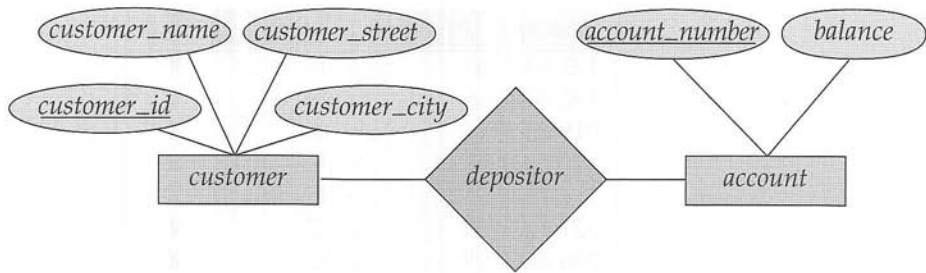 customer_name
customer_street
account_number
balance
customer_id
customer_city
customer
depositor
account